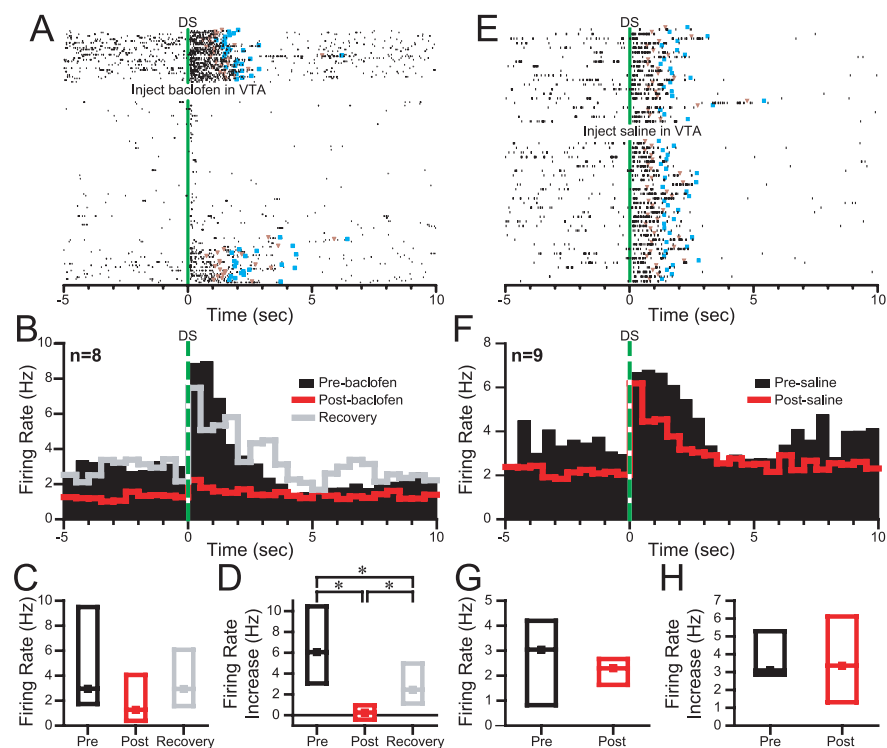 A
DS
Inject baclofen in VTA
-5 0 5 10
Time (sec)
E
DS
Inject saline in VTA
-5 0 5 10
Time (sec)
B
DS
n=8
Pre-baclofen
Post-baclofen
Recovery
Firing Rate (Hz)
10
8
6
4
2
0
-5 0 5 10
Time (sec)
F
DS
n=9
Pre-saline
Post-saline
Firing Rate (Hz)
8
6
4
2
0
-5 0 5 10
Time (sec)
C
Firing Rate (Hz)
10
8
6
4
2
0
Pre Post Recovery
D
* 
* *
Firing Rate
Increase (Hz)
10
8
6
4
2
0
Pre Post Recovery
G
Firing Rate (Hz)
5
4
3
2
1
0
Pre Post
H
Firing Rate
Increase (Hz)
7
6
5
4
3
2
1
0
Pre Post